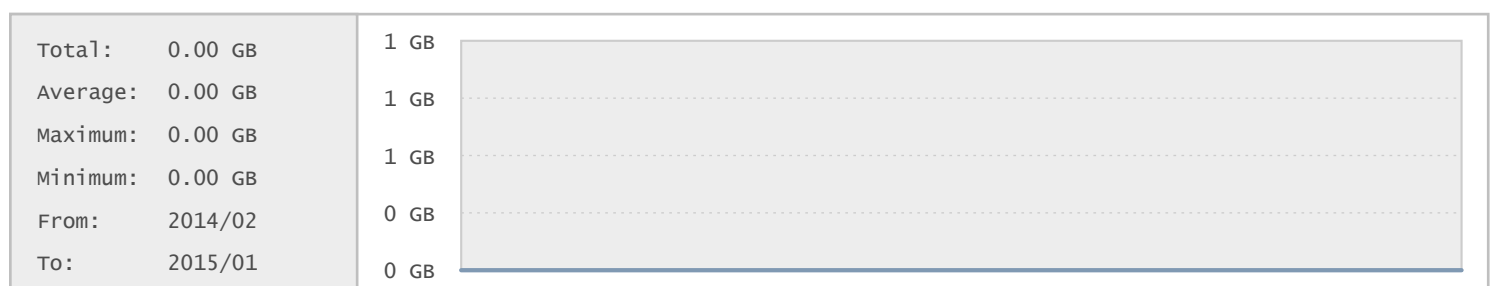 Total: 0.00 GB
Average: 0.00 GB
Maximum: 0.00 GB
Minimum: 0.00 GB
From: 2014/02
To: 2015/01
1 GB
1 GB
1 GB
0 GB
0 GB